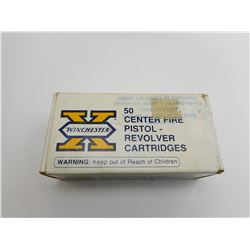 50
CENTER FIRE
PISTOL -
REVOLVER
CARTRIDGES
X
WINCHESTER
WARNING: Keep out of Reach of Children